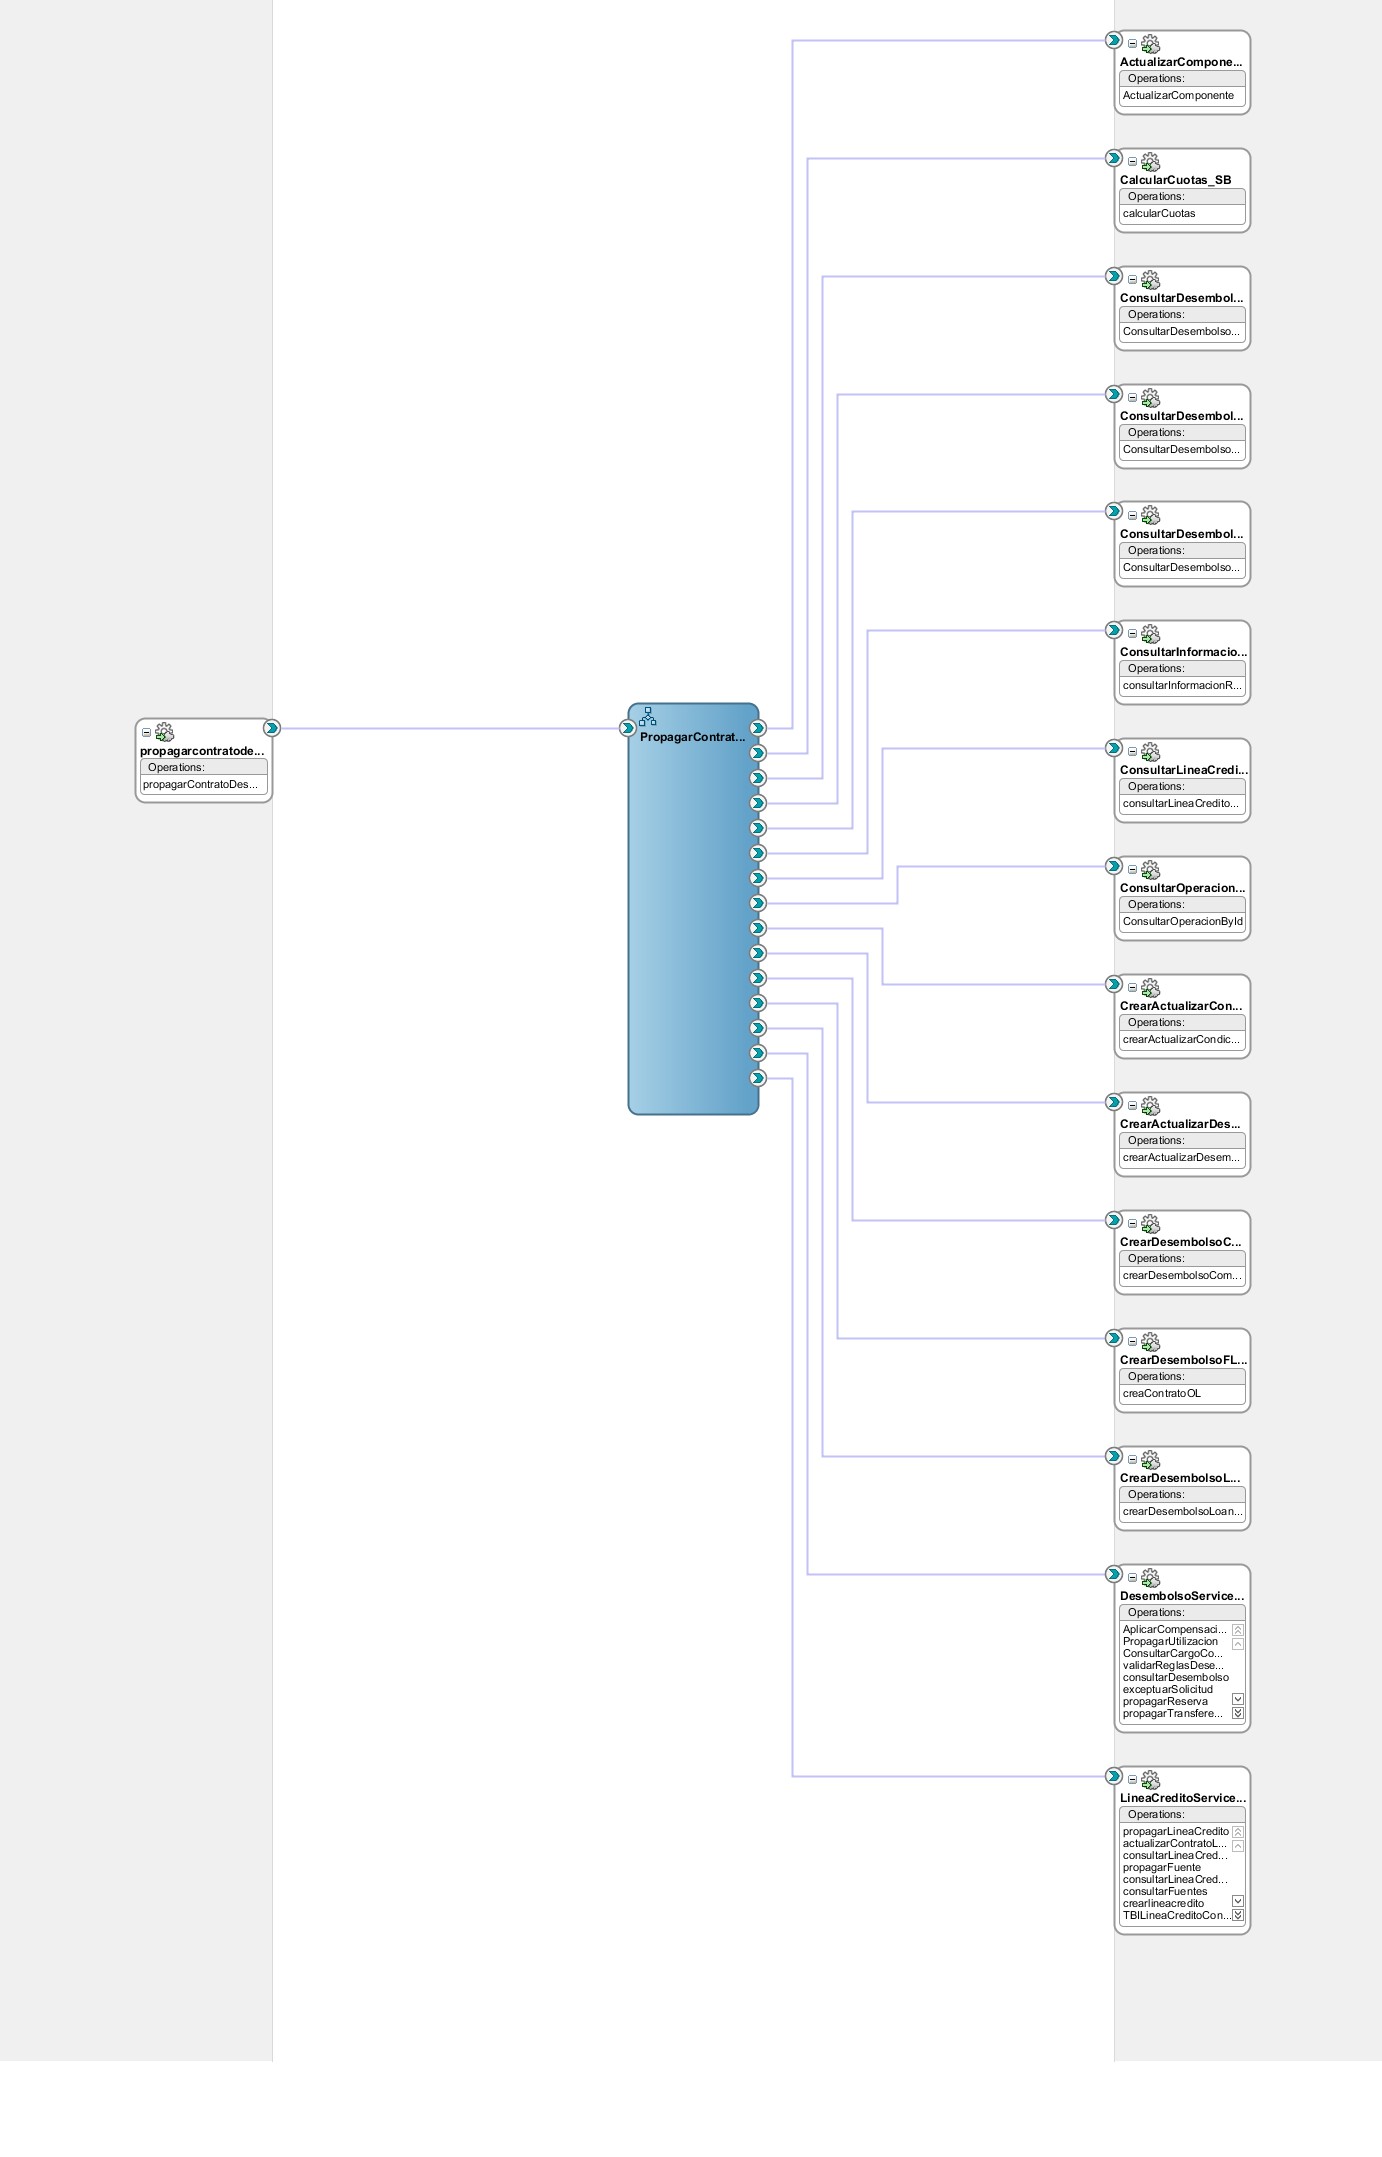 ActualizarCompone...
Operations:
ActualizarComponente
CalcularCuotas_SB
Operations:
calcularCuotas
ConsultarDesembol...
Operations:
ConsultarDesembolso...
ConsultarDesembol...
Operations:
ConsultarDesembolso...
ConsultarDesembol...
Operations:
ConsultarDesembolso...
ConsultarInformacio...
Operations:
consultarInformacionR...
propagarcontratode...
Operations:
propagarContratoDes...
PropagarContrat...
ConsultarLineaCredi...
Operations:
consultarLineaCredito...
ConsultarOperacion...
Operations:
ConsultarOperacionById
CrearActualizarCon...
Operations:
crearActualizarCondic...
CrearActualizarDes...
Operations:
crearActualizarDesem...
CrearDesembolsoC...
Operations:
crearDesembolsoCom...
CrearDesembolsoFL...
Operations:
creaContratoOL
CrearDesembolsoL...
Operations:
crearDesembolsoLoan...
DesembolsoService...
Operations:
AplicarCompensaci...
PropagarUtilizacion
ConsultarCargoCo...
validarReglasDese...
consultarDesembolso
exceptuarSolicitud
propagarReserva
propagarTransfere...
LineaCreditoService...
Operations:
propagarLineaCredito
actualizarContratoL...
consultarLineaCred...
propagarFuente
consultarLineaCred...
consultarFuentes
crearlineacredito
TBILineaCreditoCon...